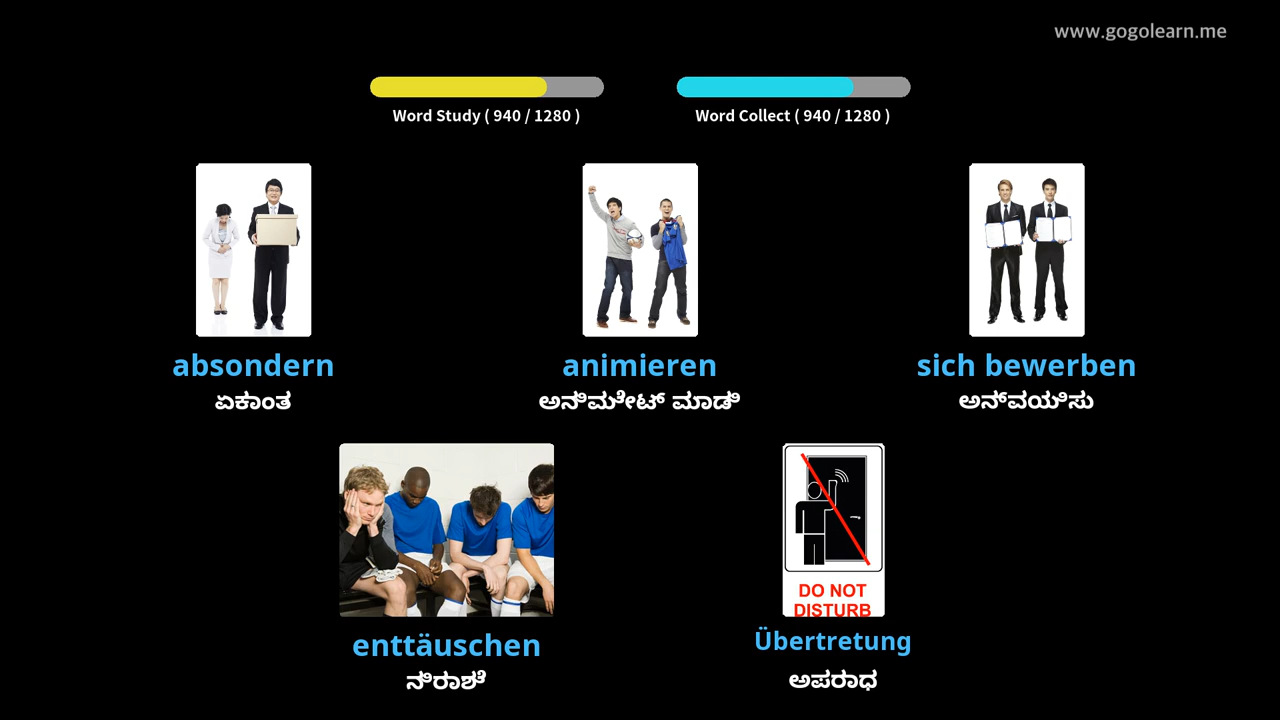 www.gogolearn.me
Word Study ( 940 / 1280 )
Word Collect ( 940 / 1280 )
absondern
ಏಕಾಂತ
animieren
ಅನಿಮೇಟ್ ಮಾಡಿ
sich bewerben
ಅನ್ವಯಿಸು
enttäuschen
ನಿರಾಶೆ
DO NOT
DISTURB
Übertretung
ಅಪರಾಧ